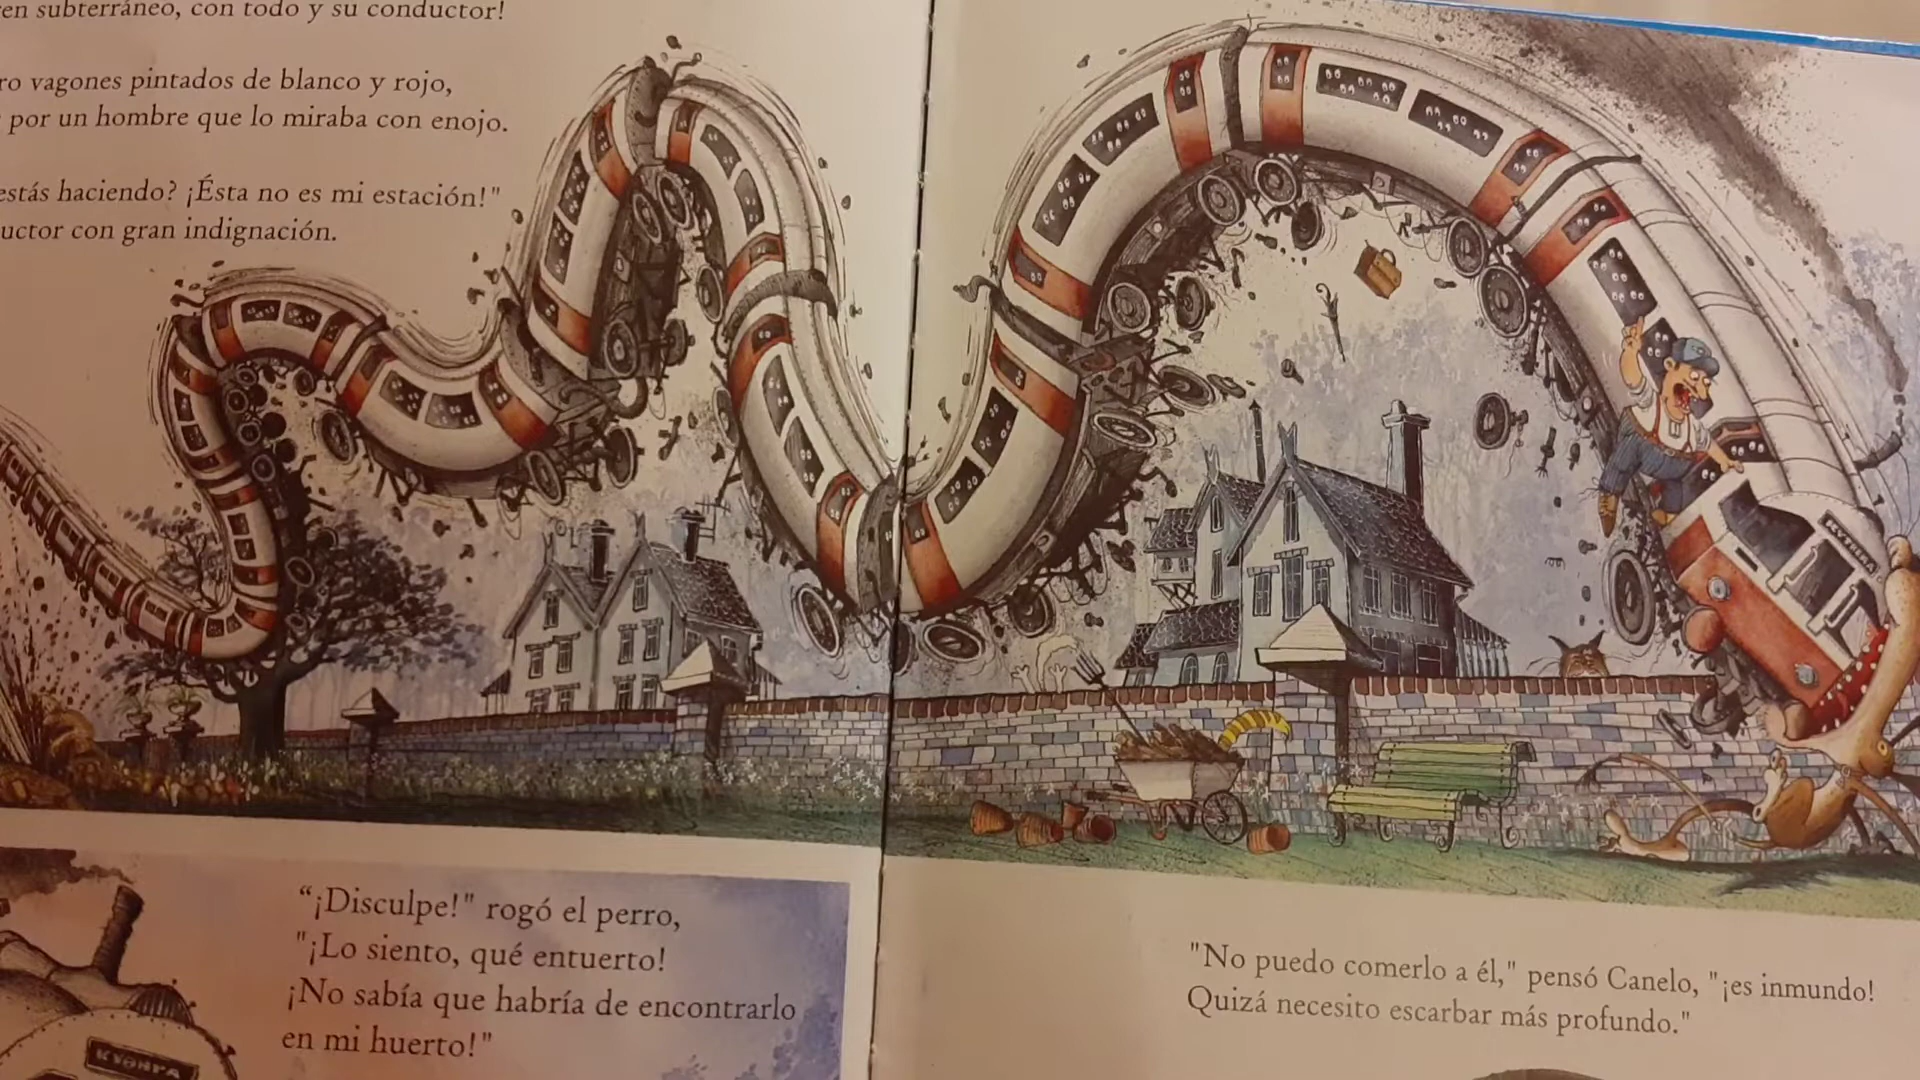 en subterráneo, con todo y su conductor!
ro vagones pintados de blanco y rojo,
por un hombre que lo miraba con enojo.
estás haciendo? ¡Ésta no es mi estación!"
uctor con gran indignación.
“¡Disculpe!" rogó el perro,
"¡Lo siento, qué entuerto!
¡No sabía que habría de encontrarlo
en mi huerto!"
"No puedo comerlo a él," pensó Canelo, "¡es inmundo!
Quizá necesito escarbar más profundo."